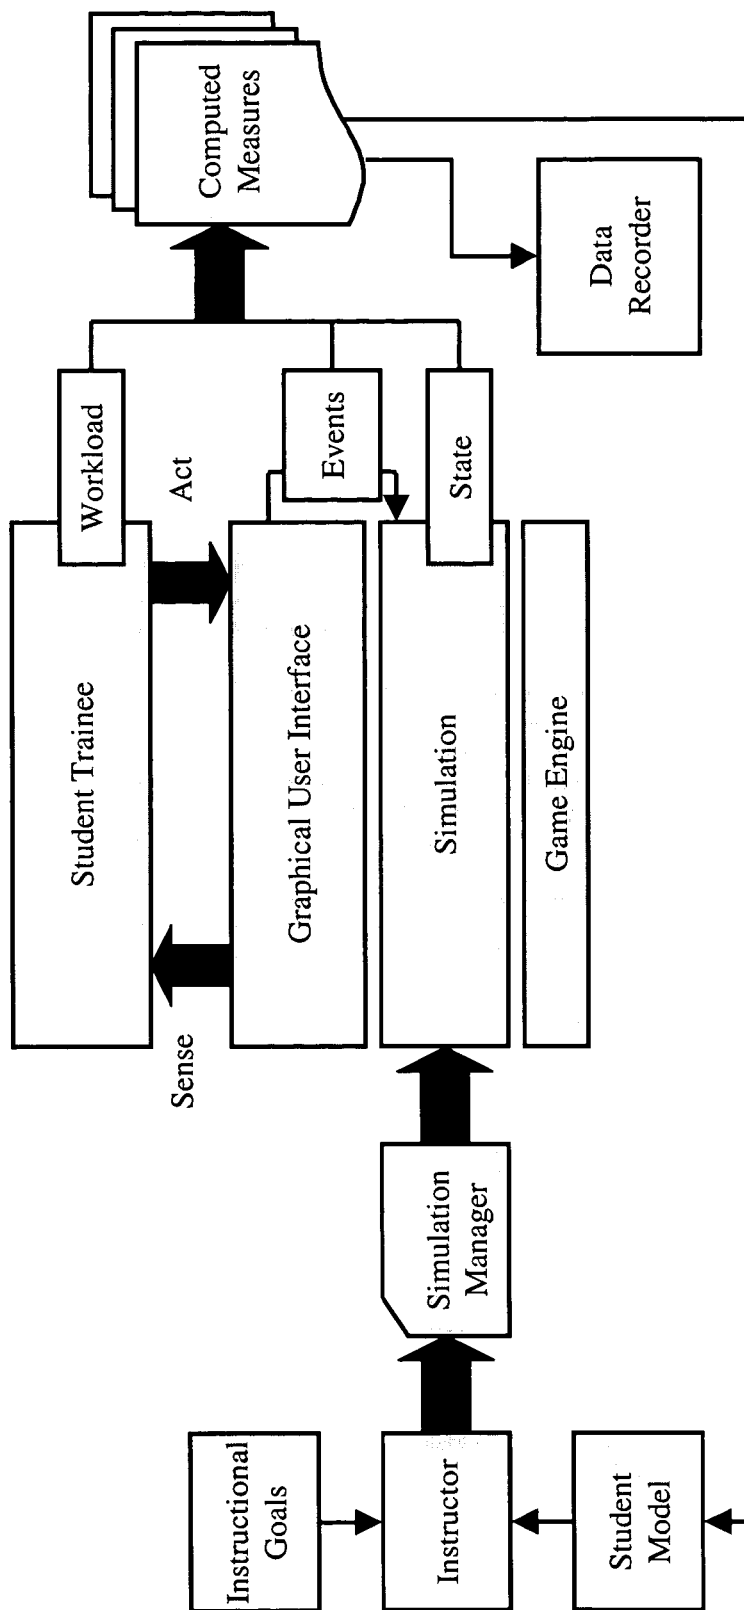 Instructional
Goals
Instructor
Student
Model
Simulation
Manager
Sense
Act
Student Trainee
Graphical User Interface
Simulation
Game Engine
Workload
Events
State
Computed
Measures
Data
Recorder